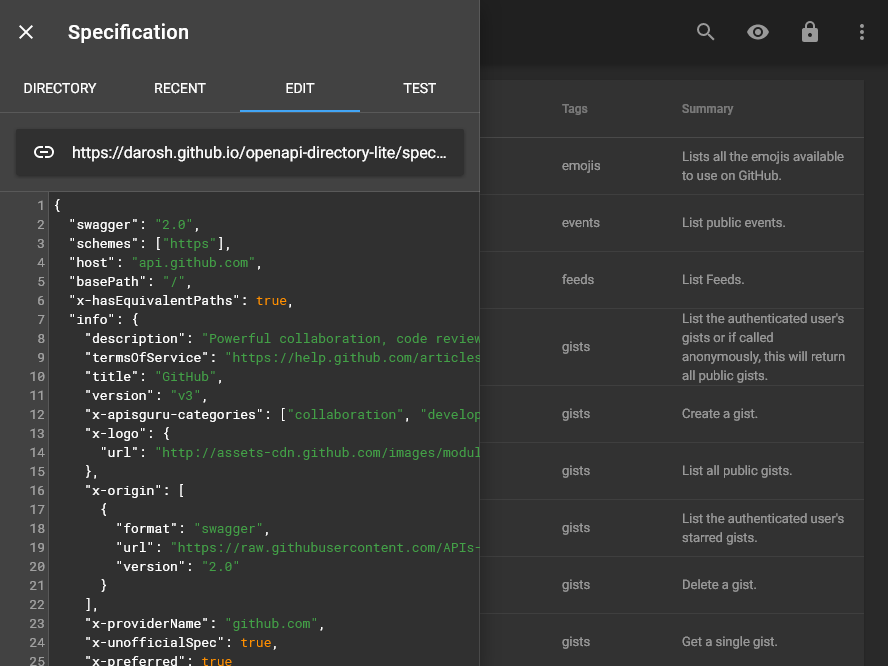 Specification
DIRECTORY
RECENT
EDIT
TEST
https://darosh.github.io/openapi-directory-lite/spec...
1 {
2 "swagger": "2.0",
3 "schemes": ["https"],
4 "host": "api.github.com",
5 "basePath": "/",
6 "x-hasEquivalentPaths": true,
7 "info": {
8 "description": "Powerful collaboration, code review
9 "termsOfService": "https://help.github.com/articles
10 "title": "GitHub",
11 "version": "v3",
12 "x-apisguru-categories": ["collaboration", "develop
13 "x-logo": {
14 "url": "http://assets-cdn.github.com/images/modul
15 },
16 "x-origin": [
17 {
18 "format": "swagger",
19 "url": "https://raw.githubusercontent.com/APIs-
20 "version": "2.0"
21 }
22 ],
23 "x-providerName": "github.com",
24 "x-unofficialSpec": true,
25 "x-preferred": true
Tags
Summary
emojis
Lists all the emojis available
to use on GitHub.
events
List public events.
feeds
List Feeds.
gists
List the authenticated user's
gists or if called
anonymously, this will return
all public gists.
gists
Create a gist.
gists
List all public gists.
gists
List the authenticated user's
starred gists.
gists
Delete a gist.
gists
Get a single gist.